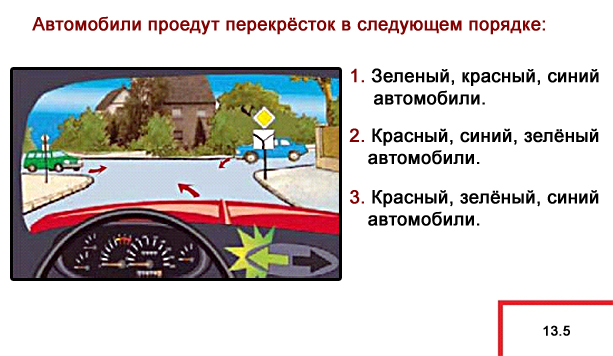 Автомобили проедут перекрёсток в следующем порядке:
1. Зеленый, красный, синий
автомобили.
2. Красный, синий, зелёный
автомобили.
3. Красный, зелёный, синий
автомобили.
13.5